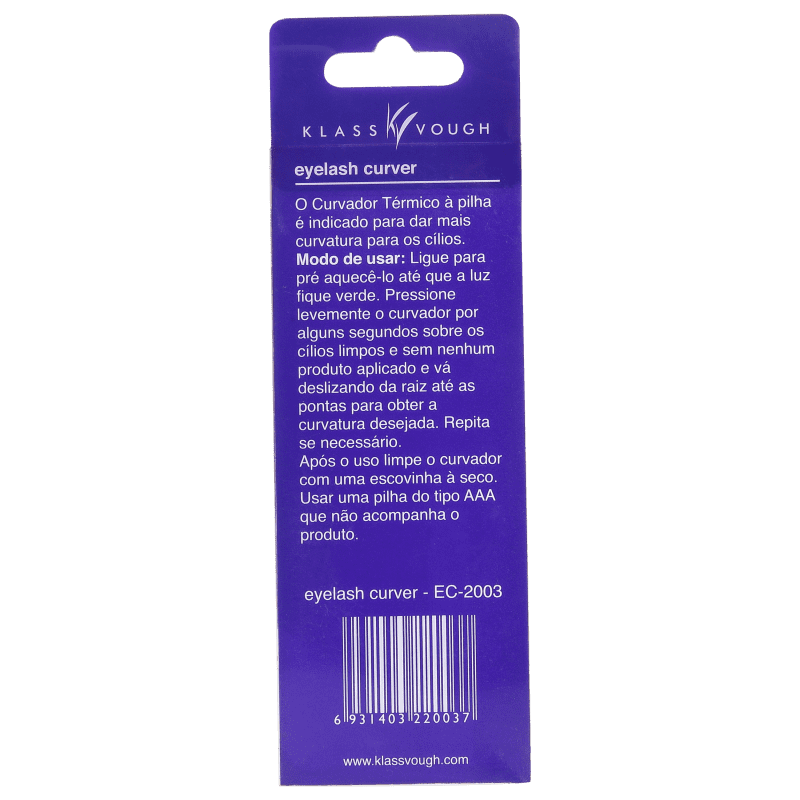 KLASS VOUGH
eyelash curver
O Curvador Térmico à pilha
é indicado para dar mais
curvatura para os cílios.
Modo de usar: Ligue para
pré aquecê-lo até que a luz
fique verde. Pressione
levemente o curvador por
alguns segundos sobre os
cílios limpos e sem nenhum
produto aplicado e vá
deslizando da raiz até as
pontas para obter a
curvatura desejada. Repita
se necessário.
Após o uso limpe o curvador
com uma escovinha à seco.
Usar uma pilha do tipo AAA
que não acompanha o
produto.
eyelash curver - EC-2003
6 931403 220037
www.klassvough.com